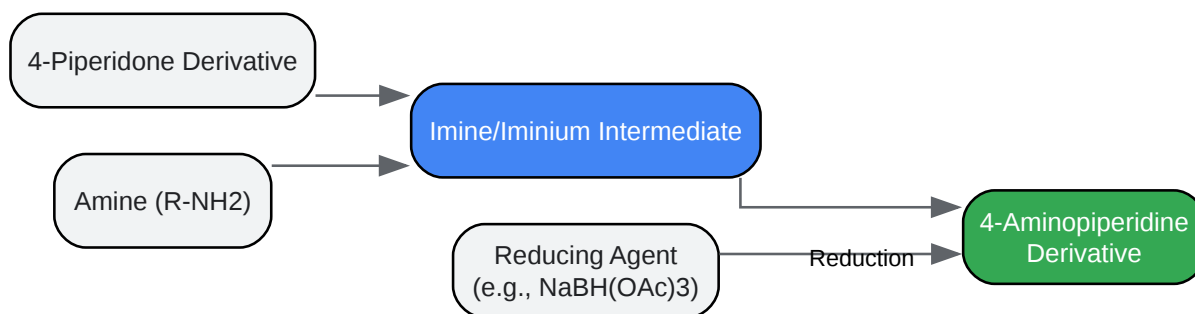 4-Piperidone Derivative
Imine/Iminium Intermediate
Amine (R-NH2)
Reducing Agent
(e.g., NaBH(OAc)3)
Reduction
4-Aminopiperidine
Derivative